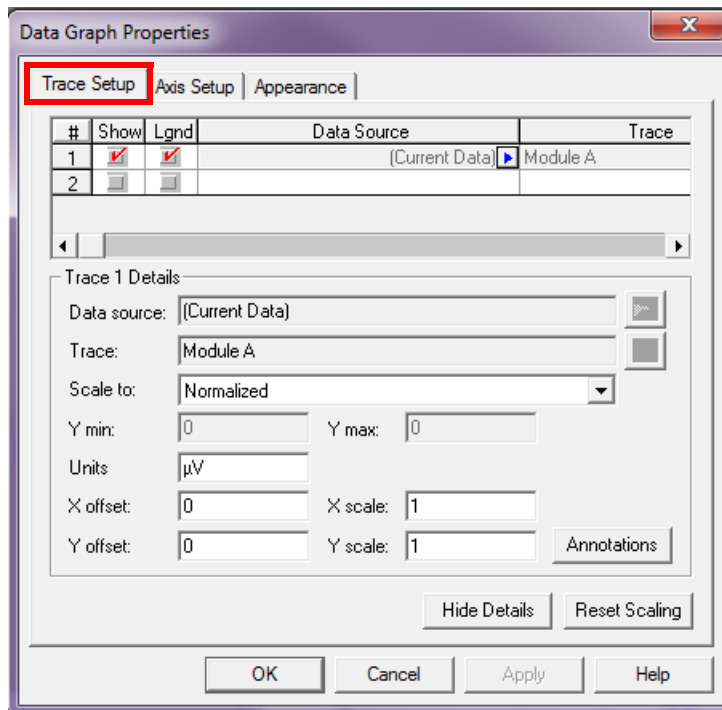 Data Graph Properties
Trace Setup Axis Setup Appearance
# Show Lgnd Data Source Trace
1 (Current Data) Module A
2
Trace 1 Details
Data source: (Current Data)
Trace: Module A
Scale to: Normalized
Y min: 0 Y max: 0
Units µV
X offset: 0 X scale: 1
Y offset: 0 Y scale: 1 Annotations
Hide Details Reset Scaling
OK Cancel Apply Help